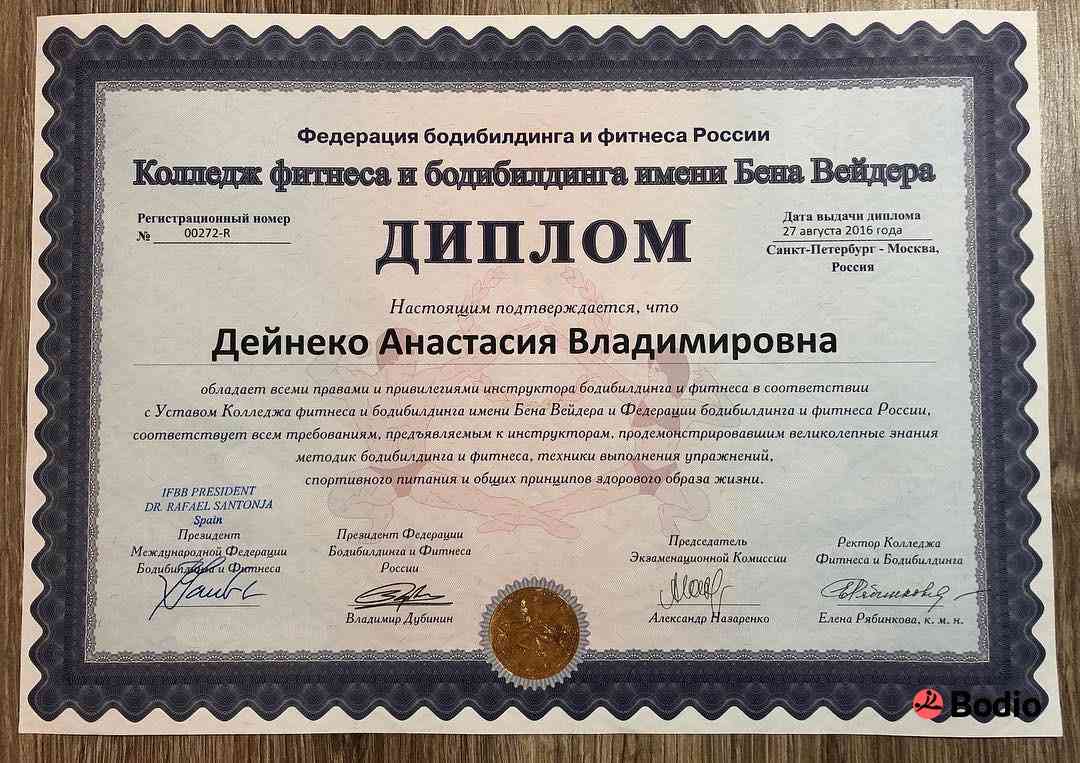 Федерация бодибилдинга и фитнеса России
Колледж фитнеса и бодибилдинга имени Бена Вейдера
Регистрационный номер
№ 00272-R
ДИПЛОМ
Дата выдачи диплома
27 августа 2016 года
Санкт-Петербург - Москва,
Россия
Настоящим подтверждается, что
Дейнеко Анастасия Владимировна
обладает всеми правами и привилегиями инструктора бодибилдинга и фитнеса в соответствии
с Уставом Колледжа фитнеса и бодибилдинга имени Бена Вейдера и Федерации бодибилдинга и фитнеса России,
соответствует всем требованиям, предъявляемым к инструкторам, продемонстрировавшим великолепные знания
методик бодибилдинга и фитнеса, техники выполнения упражнений,
спортивного питания и общих принципов здорового образа жизни.
IFBB PRESIDENT
DR. RAFAEL SANTONJA
Spain
Президент
Международной Федерации
Бодибилдинга и Фитнеса
Президент Федерации
Бодибилдинга и Фитнеса
России
Владимир Дубинин
Председатель
Экзаменационной Комиссии
Александр Назаренко
Ректор Колледжа
Фитнеса и Бодибилдинга
Елена Рябинкова, к. м. н.
Bodio